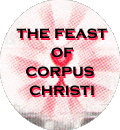 THE FEAST
OF
CORPUS
CHRISTI